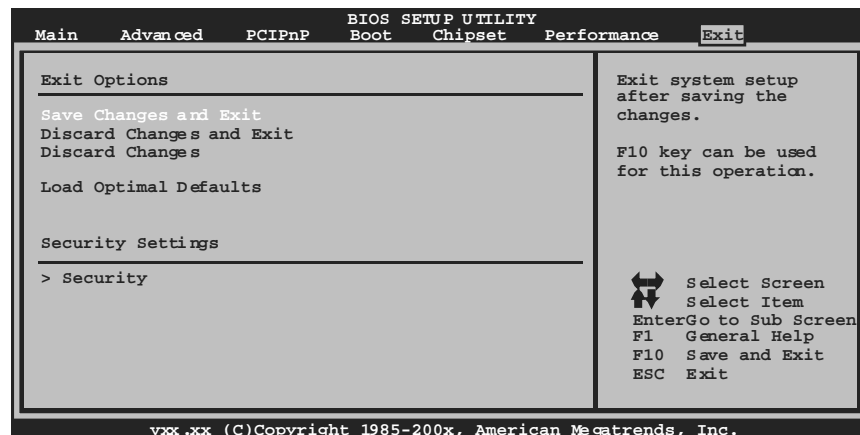 BIOS SETUP UTILITY
Main Advanced PCIPnP Boot Chipset Performance Exit
Exit Options
Save Changes and Exit
Discard Changes and Exit
Discard Changes
Load Optimal Defaults
Security Settings
> Security
Exit system setup
after saving the
changes.
F10 key can be used
for this operation.
Select Screen
Select Item
Enter Go to Sub Screen
F1 General Help
F10 Save and Exit
ESC Exit
vxx.xx (C)Copyright 1985-200x, American Megatrends, Inc.